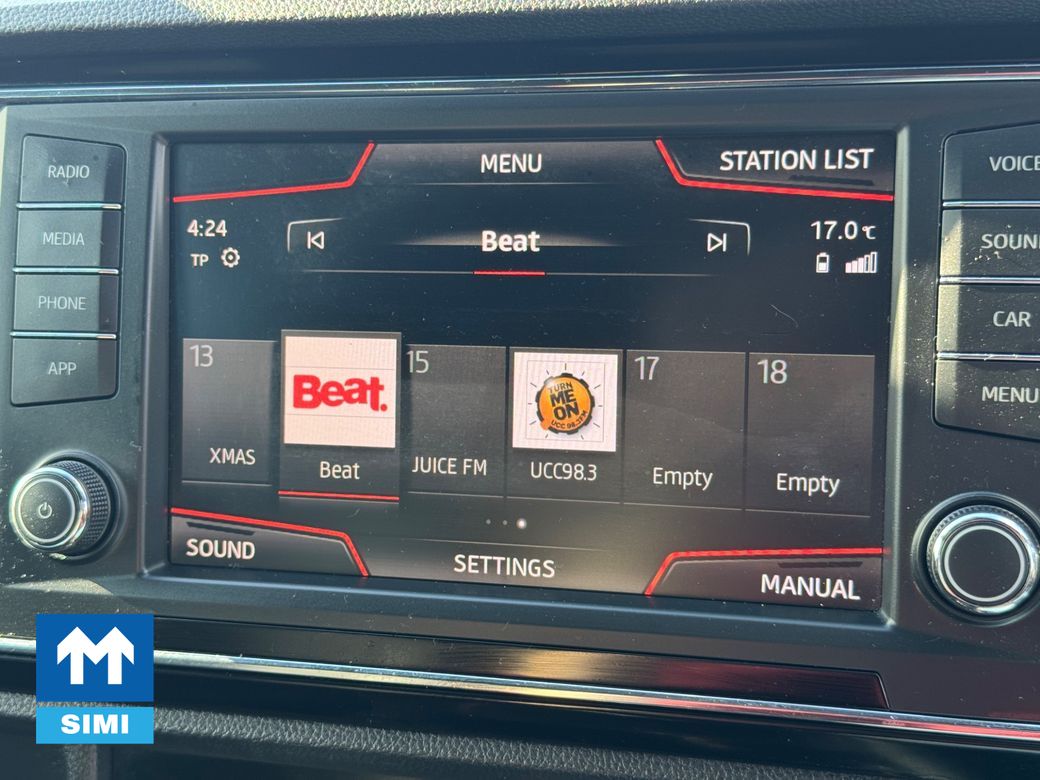 MENU
STATION LIST
RADIO
VOICE
4:24
Beat
17.0 °C
TP
MEDIA
SOUN
PHONE
CAR
APP
MENU
13
15
17
18
Beat.
TURN
ME
ON
UCC 98.3FM
XMAS
Beat
JUICE FM
UCC98.3
Empty
Empty
SOUND
SETTINGS
MANUAL
SIMI